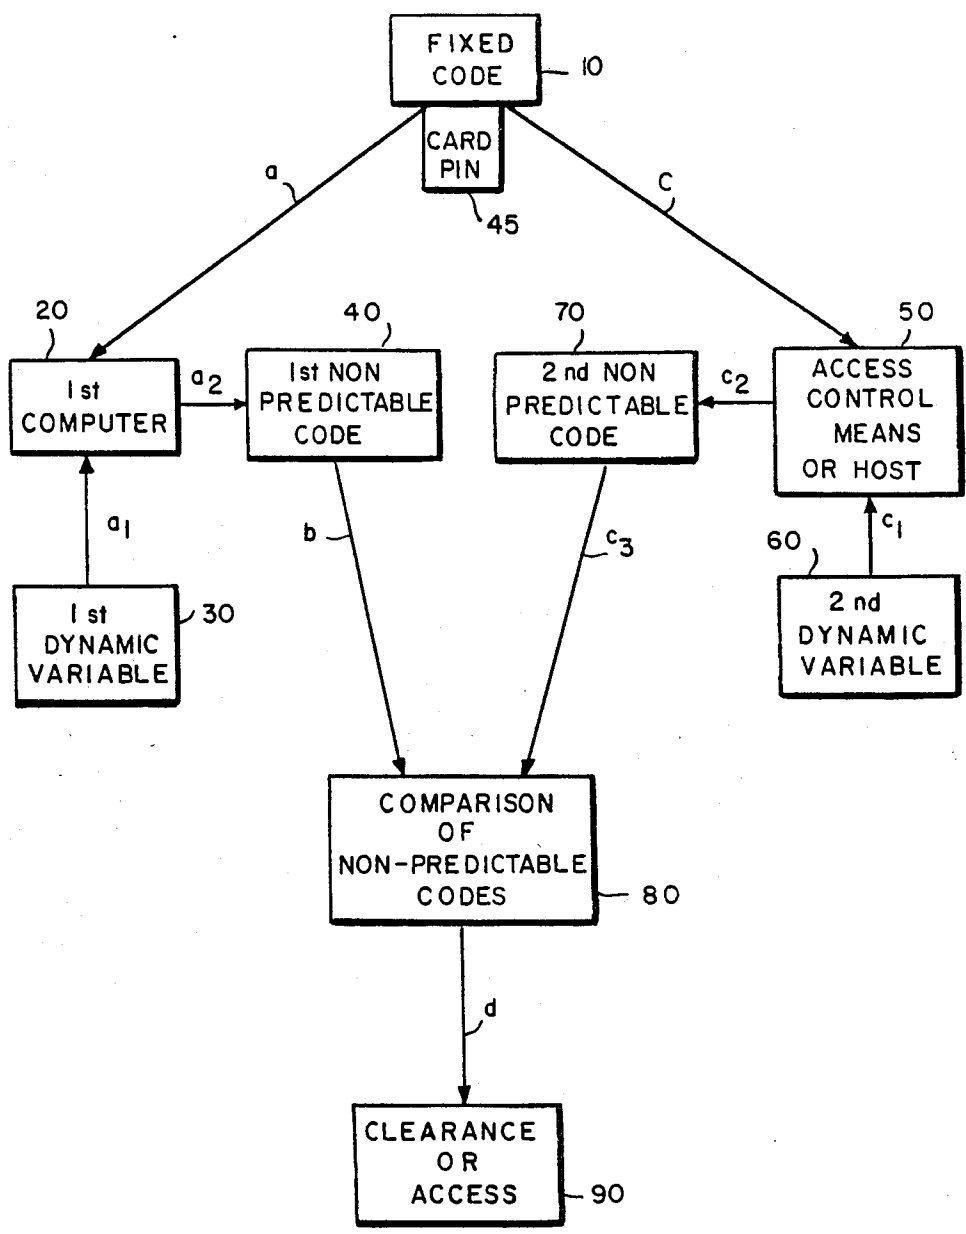 FIXED
CODE
10
CARD
PIN
45
a
C
20
40
70
50
1st
COMPUTER
a2
1st NON
PREDICTABLE
CODE
2nd NON
PREDICTABLE
CODE
c2
ACCESS
CONTROL
MEANS
OR HOST
a1
b
c3
c1
60
1st
DYNAMIC
VARIABLE
30
2nd
DYNAMIC
VARIABLE
COMPARISON
OF
NON-PREDICTABLE
CODES
80
d
CLEARANCE
OR
ACCESS
90